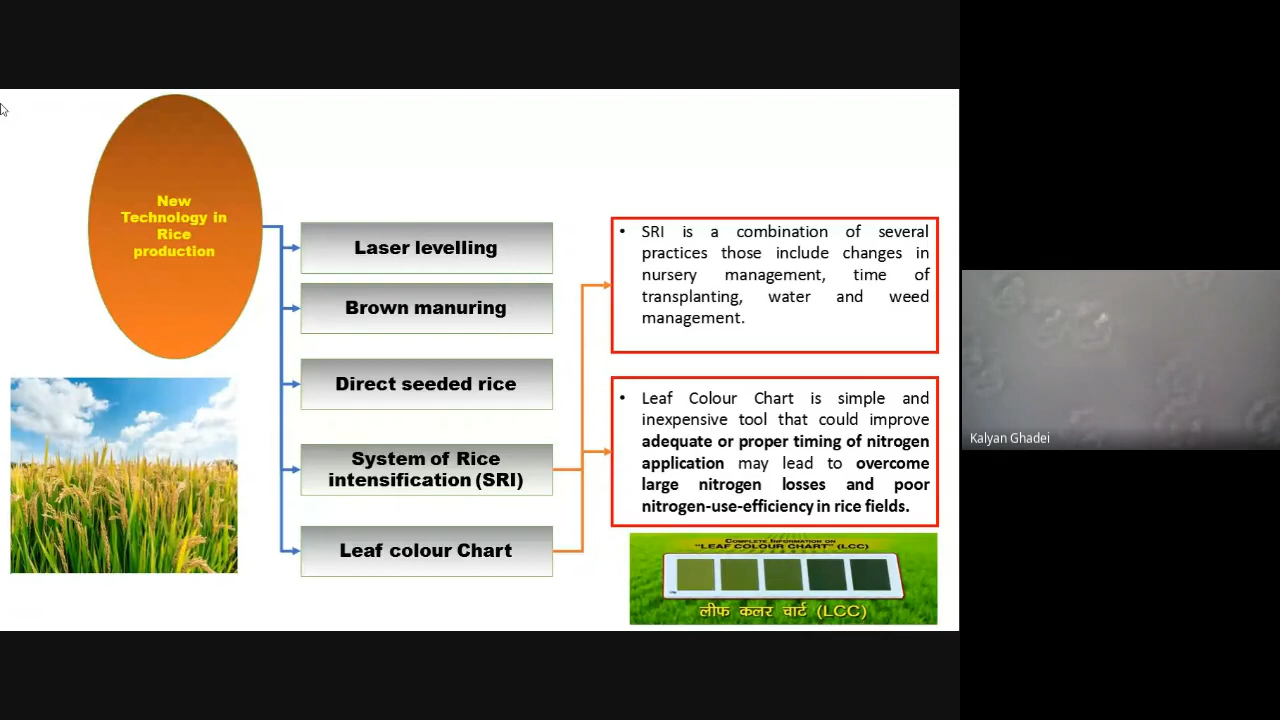 New
Technology in
Rice
production
Laser levelling
Brown manuring
Direct seeded rice
System of Rice
intensification (SRI)
Leaf colour Chart
• SRI is a combination of several
practices those include changes in
nursery management, time of
transplanting, water and weed
management.
• Leaf Colour Chart is simple and
inexpensive tool that could improve
adequate or proper timing of nitrogen
application may lead to overcome
large nitrogen losses and poor
nitrogen-use-efficiency in rice fields.
COMPLETE INFORMATION ON
"LEAF COLOUR CHART" (LCC)
लीफ कलर चार्ट (LCC)
Kalyan Ghadei